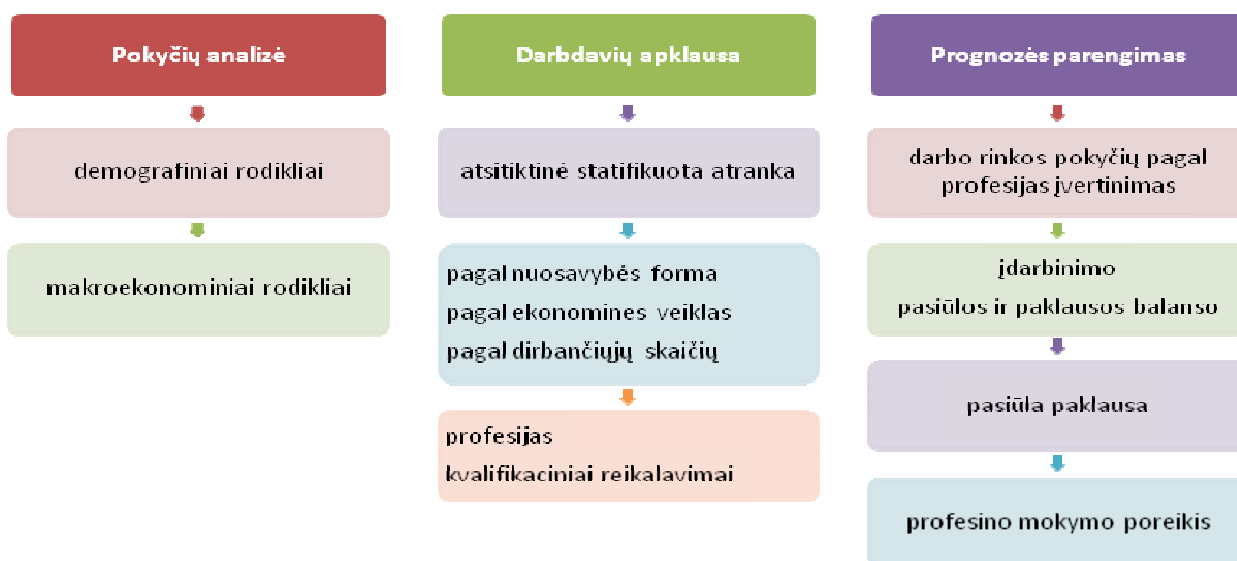 Pokyčių analizė
demografiniai rodikliai
makroekonominiai rodikliai
Darbdavių apklausa
atsitiktinė statifikuota atranka
pagal nuosavybės forma
pagal ekonomines veiklas
pagal dirbančiųjų skaičių
profesijas
kvalifikaciniai reikalavimai
Prognozės parengimas
darbo rinkos pokyčių pagal
profesijas įvertinimas
įdarbinimo
pasiūlos ir paklausos balanso
pasiūla paklausa
profesino mokymo poreikis